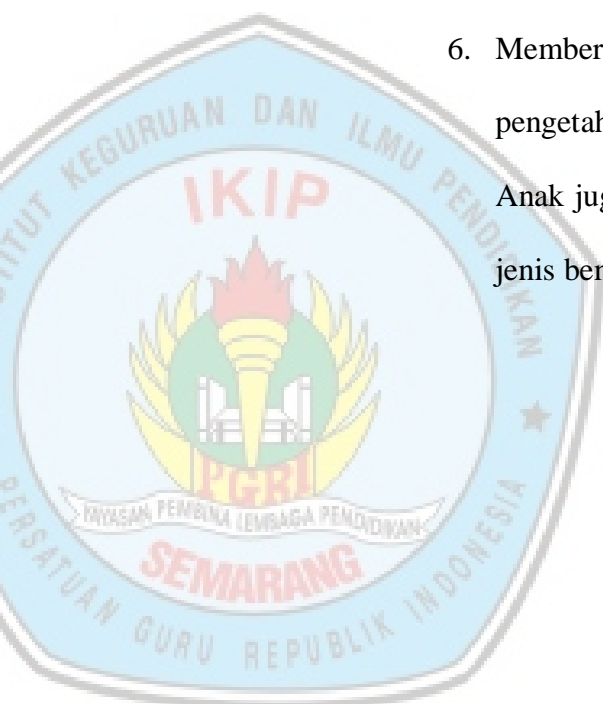 6. Member
pengetah
Anak jug
jenis ber
INSTITUT KEGURUAN DAN ILMU PENDIDIKAN
IKIP
PGRI
YAYASAN PEMBINA LEMBAGA PENDIDIKAN
SEMARANG
PERSATUAN GURU REPUBLIK INDONESIA